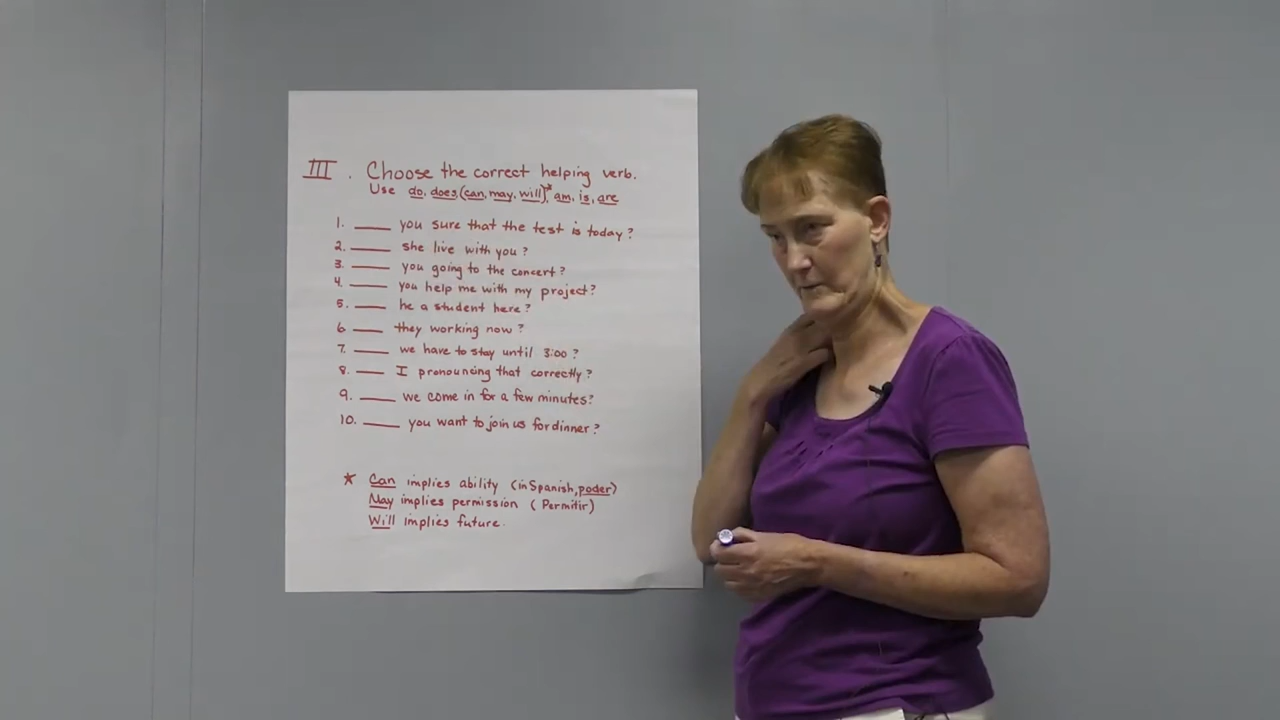 III. Choose the correct helping verb.
Use do, does, (can, may, will)* am, is, are
1. ____ you sure that the test is today?
2. ____ she live with you?
3. ____ you going to the concert?
4. ____ you help me with my project?
5. ____ he a student here?
6 ____ they working now?
7. ____ we have to stay until 3:00?
8. ____ I pronouncing that correctly?
9. ____ we come in for a few minutes?
10. ____ you want to join us for dinner?
* Can implies ability (in Spanish, poder)
May implies permission (Permitir)
Will implies future.